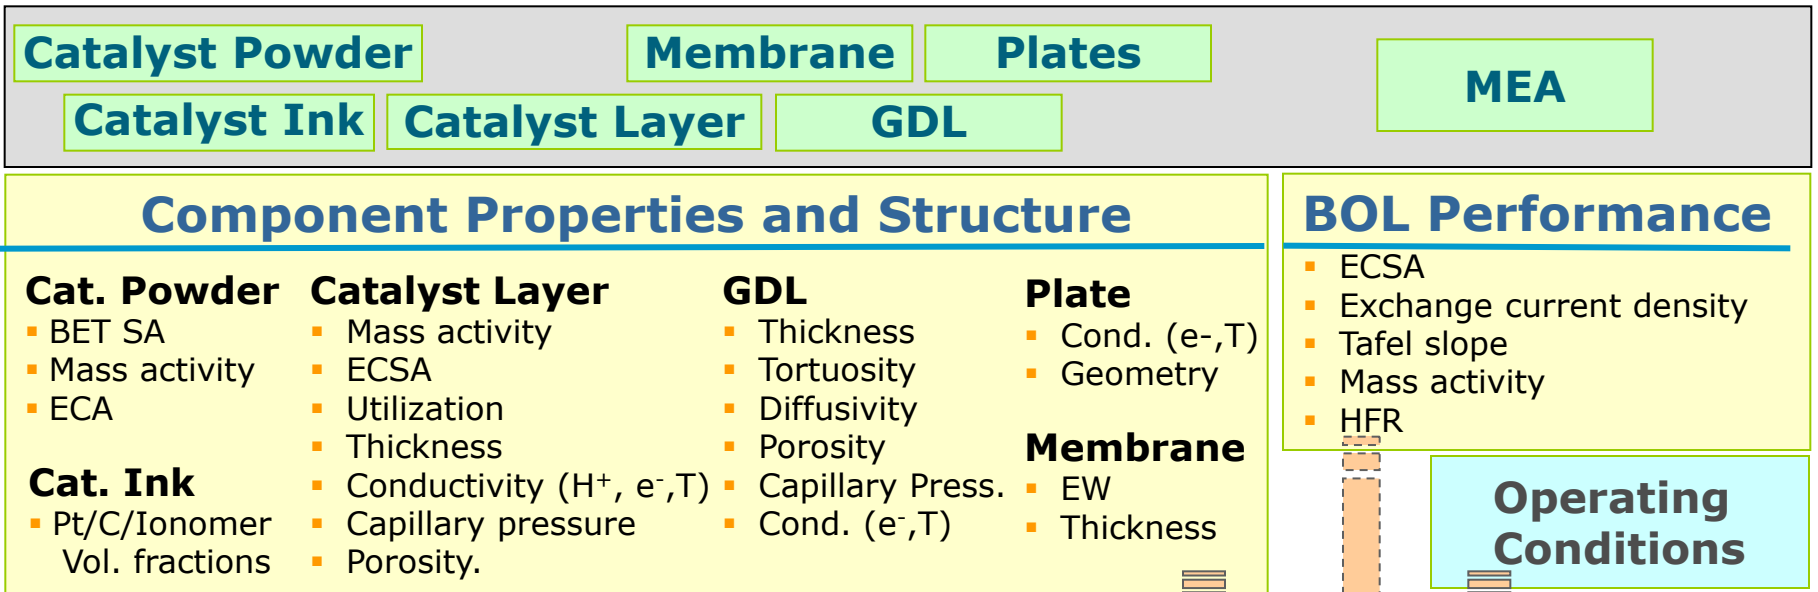 Catalyst Powder
Membrane
Plates
MEA
Catalyst Ink
Catalyst Layer
GDL
Component Properties and Structure
Cat. Powder
▪ BET SA
▪ Mass activity
▪ ECA
Cat. Ink
▪ Pt/C/Ionomer
Vol. fractions
Catalyst Layer
▪ Mass activity
▪ ECSA
▪ Utilization
▪ Thickness
▪ Conductivity (H⁺, e⁻,T)
▪ Capillary pressure
▪ Porosity.
GDL
▪ Thickness
▪ Tortuosity
▪ Diffusivity
▪ Porosity
▪ Capillary Press.
▪ Cond. (e⁻,T)
Plate
▪ Cond. (e-,T)
▪ Geometry
Membrane
▪ EW
▪ Thickness
BOL Performance
▪ ECSA
▪ Exchange current density
▪ Tafel slope
▪ Mass activity
▪ HFR
Operating
Conditions